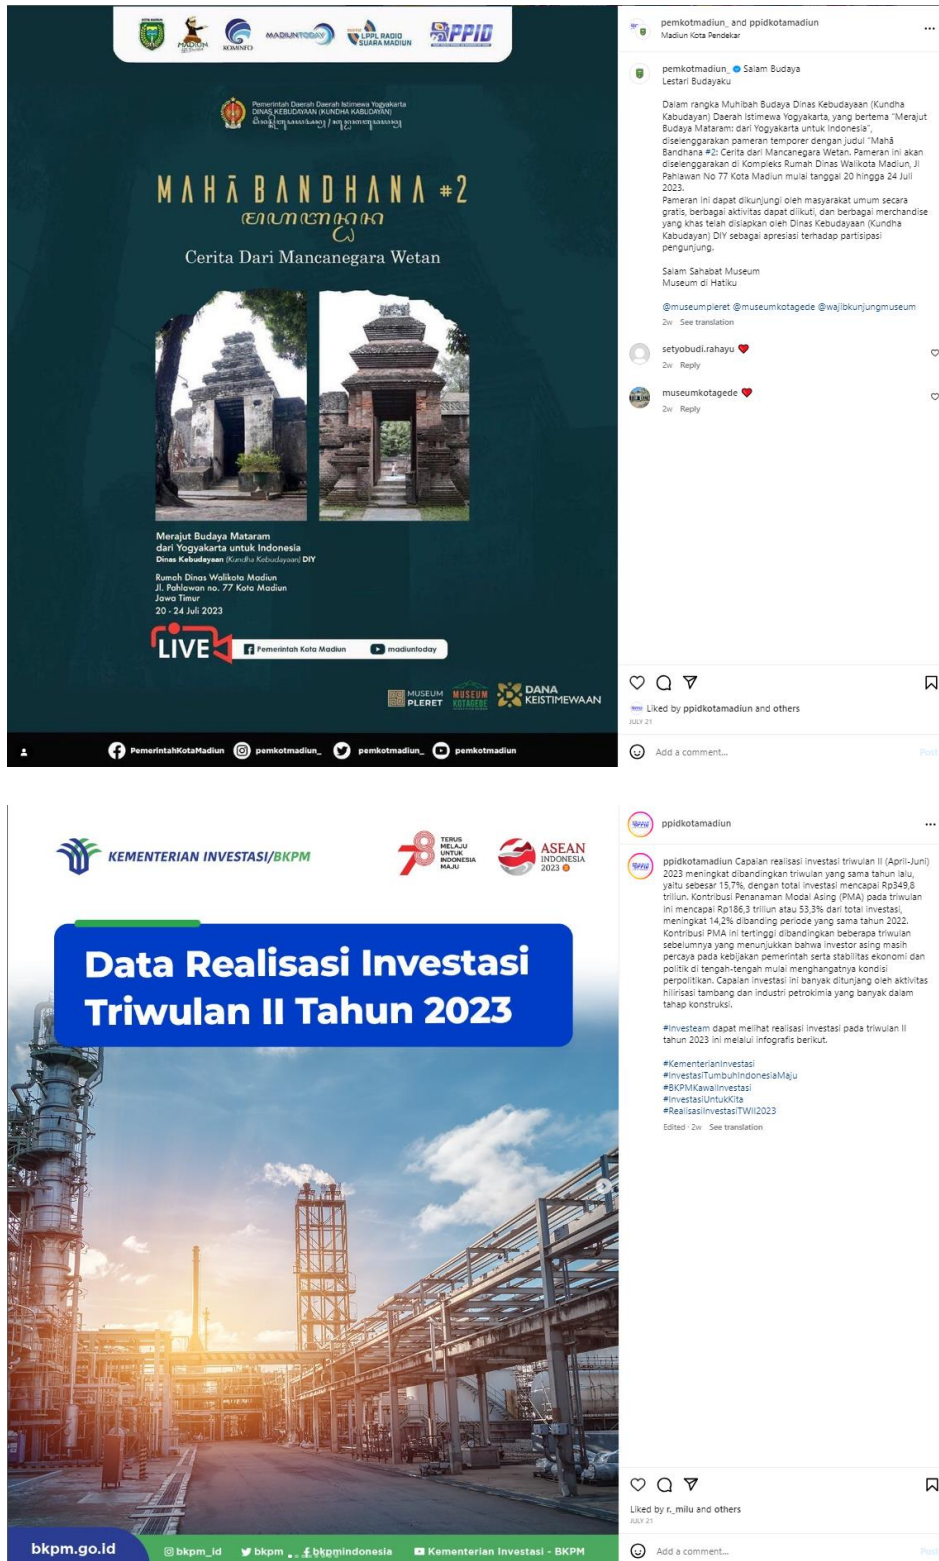 MADIUN
KOMINFO
MADIUNTODAY
LPPL RADIO
SUARA MADIUN
PPID
Pemerintah Daerah Daerah Istimewa Yogyakarta
DINAS KEBUDAYAAN (KUNDHA KABUDAYAN)
MAHĀ BANDHANA #2
Cerita Dari Mancanegara Wetan
Merajut Budaya Mataram
dari Yogyakarta untuk Indonesia
Dinas Kebudayaan (Kundha Kebudayaan) DIY
Rumah Dinas Walikota Madiun
Jl. Pahlawan no. 77 Kota Madiun
Jawa Timur
20 - 24 Juli 2023
LIVE
Pemerintah Kota Madiun
madiuntoday
MUSEUM
PLERET
MUSEUM
KOTAGEDE
DANA
KEISTIMEWAAN
PemerintahKotaMadiun
pemkotmadiun_
pemkotmadiun_
pemkotmadiun
pemkotmadiun_ and ppidkotamadiun
Madiun Kota Pendekar
pemkotmadiun_ Salam Budaya
Lestari Budayaku
Dalam rangka Muhibah Budaya Dinas Kebudayaan (Kundha
Kabudayan) Daerah Istimewa Yogyakarta, yang bertema "Merajut
Budaya Mataram: dari Yogyakarta untuk Indonesia",
diselenggarakan pameran temporer dengan judul "Mahā
Bandhana #2: Cerita dari Mancanegara Wetan. Pameran ini akan
diselenggarakan di Kompleks Rumah Dinas Walikota Madiun, Jl
Pahlawan No 77 Kota Madiun mulai tanggal 20 hingga 24 Juli
2023.
Pameran ini dapat dikunjungi oleh masyarakat umum secara
gratis, berbagai aktivitas dapat diikuti, dan berbagai merchandise
yang khas telah disiapkan oleh Dinas Kebudayaan (Kundha
Kabudayan) DIY sebagai apresiasi terhadap partisipasi
pengunjung.
Salam Sahabat Museum
Museum di Hatiku
@museumpleret @museumkotagede @wajibkunjungmuseum
2w See translation
setyobudi.rahayu ❤
2w Reply
museumkotagede ❤
2w Reply
Liked by ppidkotamadiun and others
JULY 21
Add a comment...
Post
KEMENTERIAN INVESTASI/BKPM
78
TERUS
MELAJU
UNTUK
INDONESIA
MAJU
ASEAN
INDONESIA
2023
Data Realisasi Investasi
Triwulan II Tahun 2023
bkpm.go.id
bkpm_id
bkpm
bkpmindonesia
Kementerian Investasi - BKPM
ppidkotamadiun
ppidkotamadiun Capaian realisasi investasi triwulan II (April-Juni)
2023 meningkat dibandingkan triwulan yang sama tahun lalu,
yaitu sebesar 15,7%, dengan total investasi mencapai Rp349,8
triliun. Kontribusi Penanaman Modal Asing (PMA) pada triwulan
ini mencapai Rp186,3 triliun atau 53,3% dari total investasi,
meningkat 14,2% dibanding periode yang sama tahun 2022.
Kontribusi PMA ini tertinggi dibandingkan beberapa triwulan
sebelumnya yang menunjukkan bahwa investor asing masih
percaya pada kebijakan pemerintah serta stabilitas ekonomi dan
politik di tengah-tengah mulai menghangatnya kondisi
perpolitikan. Capaian investasi ini banyak ditunjang oleh aktivitas
hilirisasi tambang dan industri petrokimia yang banyak dalam
tahap konstruksi.
#Investeam dapat melihat realisasi investasi pada triwulan II
tahun 2023 ini melalui infografis berikut.
#KementerianInvestasi
#InvestasiTumbuhIndonesiaMaju
#BKPMKawalInvestasi
#InvestasiUntukKita
#RealisasiInvestasiTWII2023
Edited · 2w See translation
Liked by r._milu and others
JULY 21
Add a comment...
Post